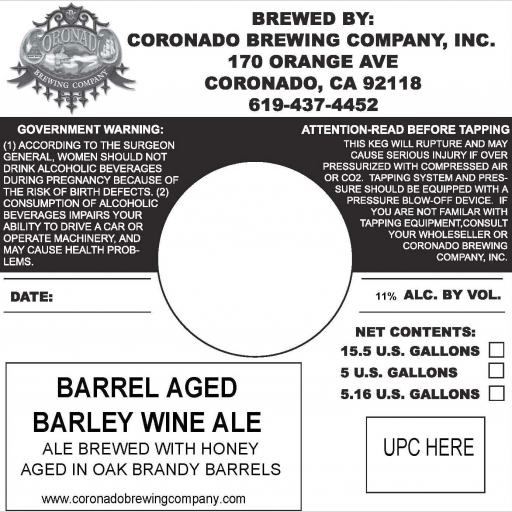 CORONADO
BREWING COMPANY
BREWED BY:
CORONADO BREWING COMPANY, INC.
170 ORANGE AVE
CORONADO, CA 92118
619-437-4452
GOVERNMENT WARNING:
(1) ACCORDING TO THE SURGEON
GENERAL, WOMEN SHOULD NOT
DRINK ALCOHOLIC BEVERAGES
DURING PREGNANCY BECAUSE OF
THE RISK OF BIRTH DEFECTS. (2)
CONSUMPTION OF ALCOHOLIC
BEVERAGES IMPAIRS YOUR
ABILITY TO DRIVE A CAR OR
OPERATE MACHINERY, AND
MAY CAUSE HEALTH PROB-
LEMS.
ATTENTION-READ BEFORE TAPPING
THIS KEG WILL RUPTURE AND MAY
CAUSE SERIOUS INJURY IF OVER
PRESSURIZED WITH COMPRESSED AIR
OR CO2. TAPPING SYSTEM AND PRES-
SURE SHOULD BE EQUIPPED WITH A
PRESSURE BLOW-OFF DEVICE. IF
YOU ARE NOT FAMILAR WITH
TAPPING EQUIPMENT,CONSULT
YOUR WHOLESELLER OR
CORONADO BREWING
COMPANY, INC.
DATE:
11% ALC. BY VOL.
NET CONTENTS:
15.5 U.S. GALLONS
5 U.S. GALLONS
5.16 U.S. GALLONS
BARREL AGED
BARLEY WINE ALE
ALE BREWED WITH HONEY
AGED IN OAK BRANDY BARRELS
www.coronadobrewingcompany.com
UPC HERE